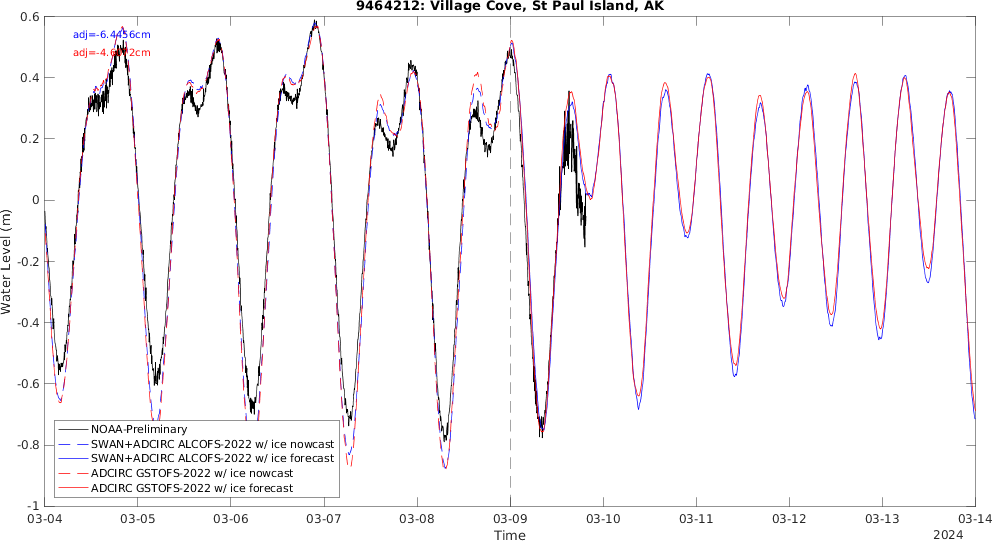 9464212: Village Cove, St Paul Island, AK
0.6
adj=-6.4456cm
0.4
0.2
0
-0.2
-0.4
-0.6
-0.8
-1
Water Level (m)
NOAA-Preliminary
SWAN+ADCIRC ALCOFS-2022 w/ ice nowcast
SWAN+ADCIRC ALCOFS-2022 w/ ice forecast
ADCIRC GSTOFS-2022 w/ ice nowcast
ADCIRC GSTOFS-2022 w/ ice forecast
03-04 03-05 03-06 03-07 03-08 03-09 03-10 03-11 03-12 03-13 03-14
Time
2024